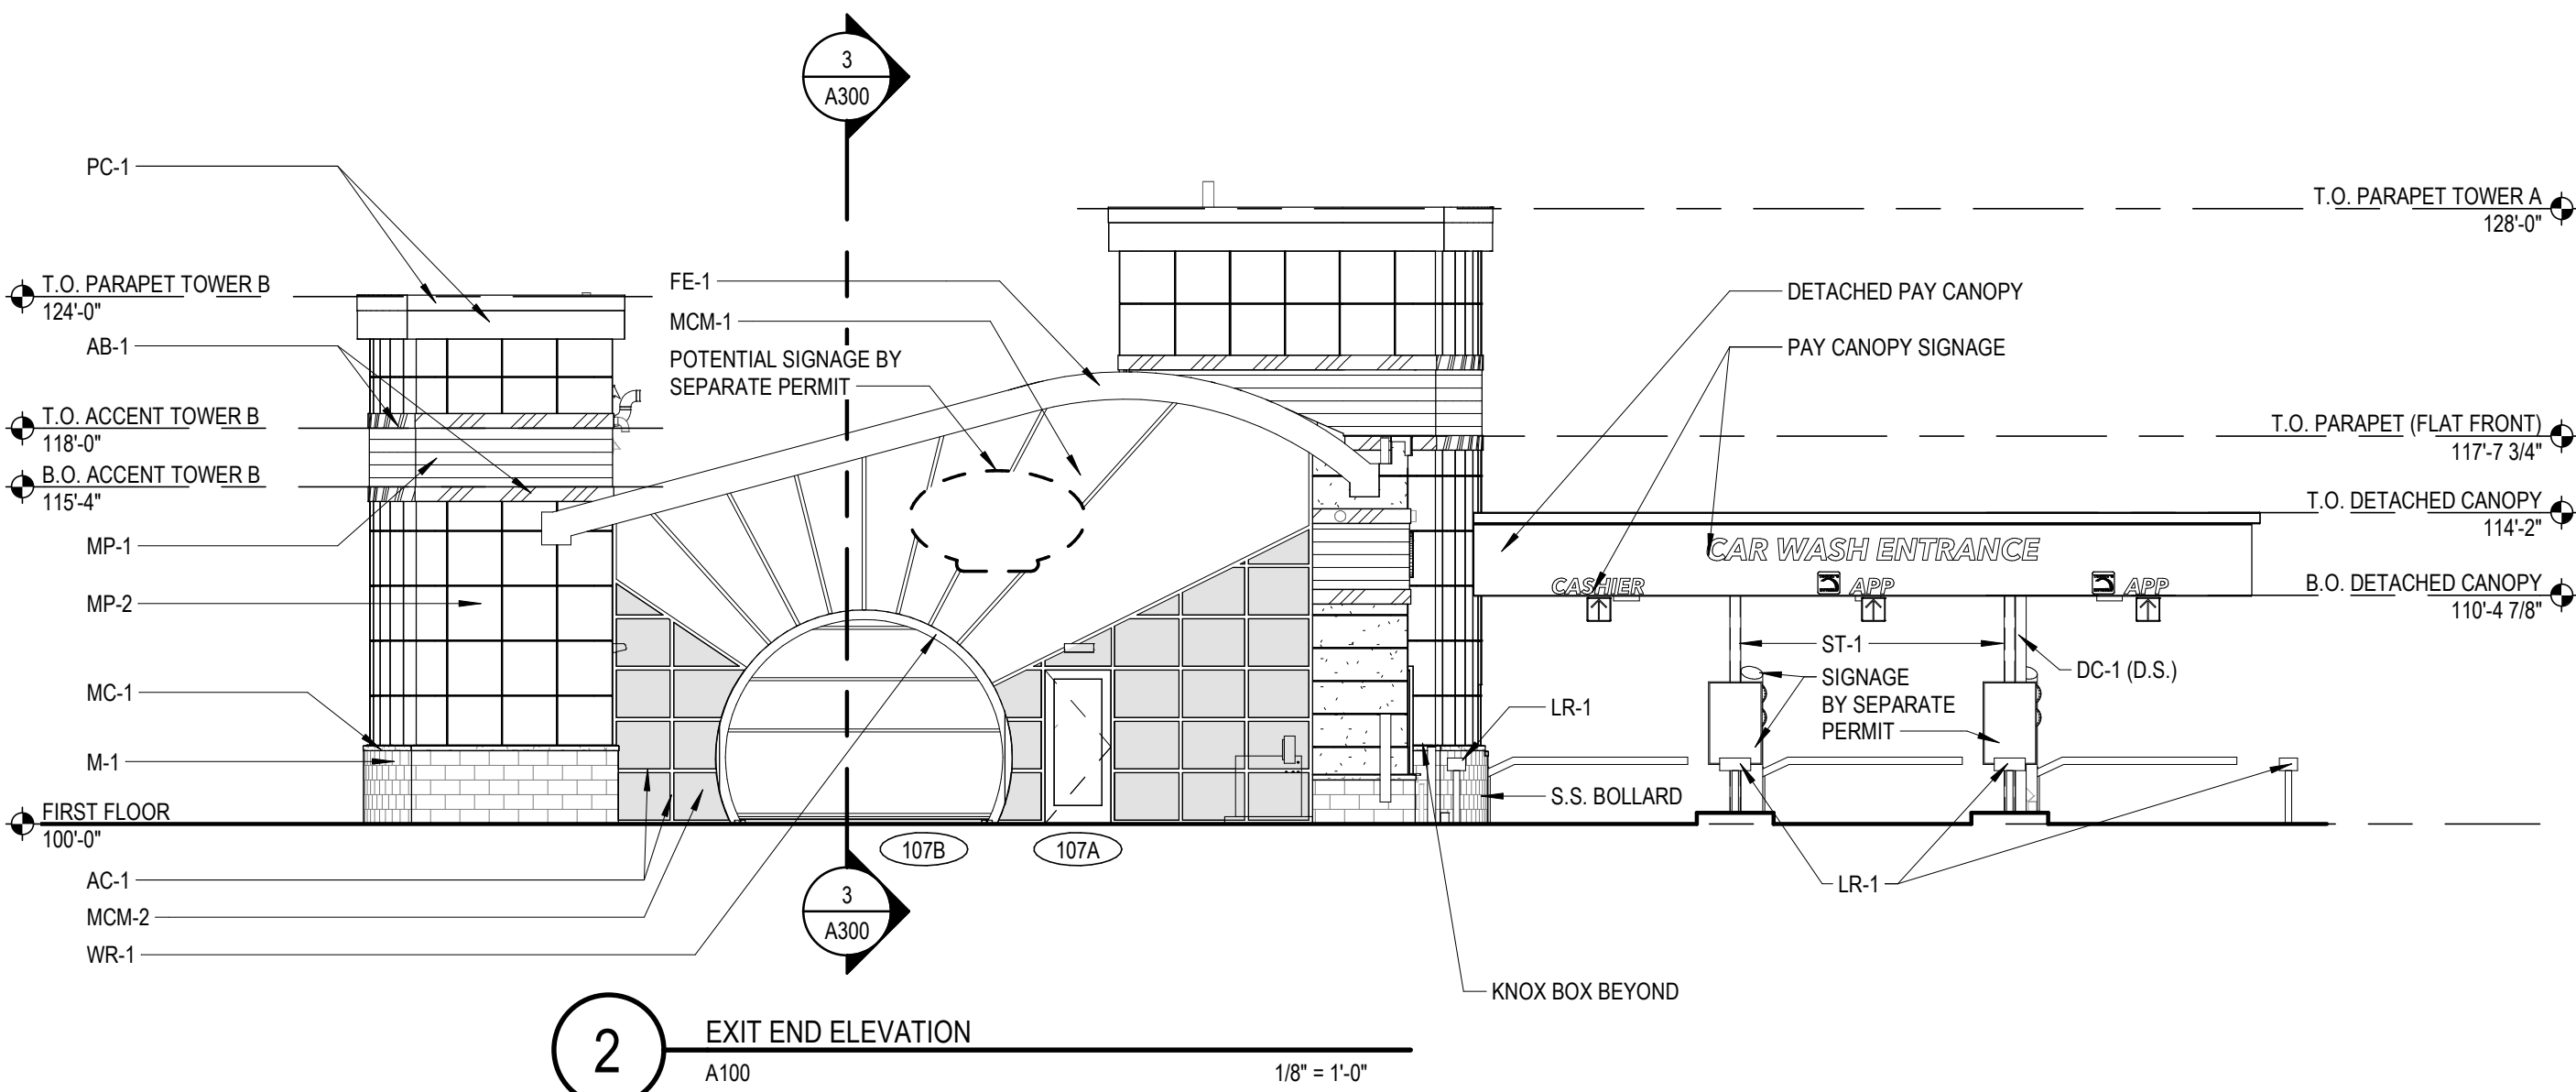 3
A300
PC-1
T.O. PARAPET TOWER A
128'-0"
T.O. PARAPET TOWER B
124'-0"
FE-1
DETACHED PAY CANOPY
MCM-1
AB-1
POTENTIAL SIGNAGE BY
SEPARATE PERMIT
PAY CANOPY SIGNAGE
T.O. ACCENT TOWER B
118'-0"
T.O. PARAPET (FLAT FRONT)
117'-7 3/4"
B.O. ACCENT TOWER B
115'-4"
T.O. DETACHED CANOPY
114'-2"
MP-1
CAR WASH ENTRANCE
CASHIER
APP
APP
B.O. DETACHED CANOPY
110'-4 7/8"
MP-2
ST-1
DC-1 (D.S.)
SIGNAGE
BY SEPARATE
PERMIT
MC-1
LR-1
M-1
S.S. BOLLARD
FIRST FLOOR
100'-0"
107B
107A
AC-1
LR-1
MCM-2
3
A300
WR-1
KNOX BOX BEYOND
2
EXIT END ELEVATION
A100
1/8" = 1'-0"